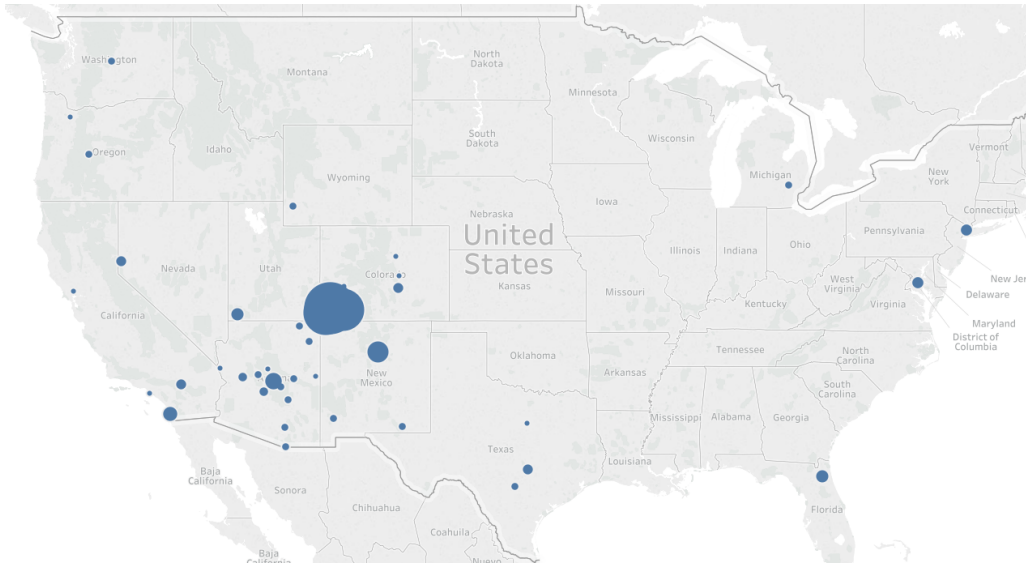 Washington
North
Dakota
Montana
Minnesota
Vermont
Oregon
Idaho
South
Dakota
Wisconsin
Michigan
New
York
Wyoming
Nebraska
Iowa
Connecticut
Pennsylvania
United
States
Nevada
Utah
Colorado
Kansas
Illinois
Indiana
Ohio
New Jer
Delaware
Maryland
District of
Columbia
West
Virginia
Virginia
Missouri
Kentucky
California
Oklahoma
Tennessee
North
Carolina
New
Mexico
Arkansas
South
Carolina
Mississippi
Alabama
Georgia
Texas
Louisiana
Florida
Baja
California
Sonora
Chihuahua
Coahuila
Baja
California
Nuevo